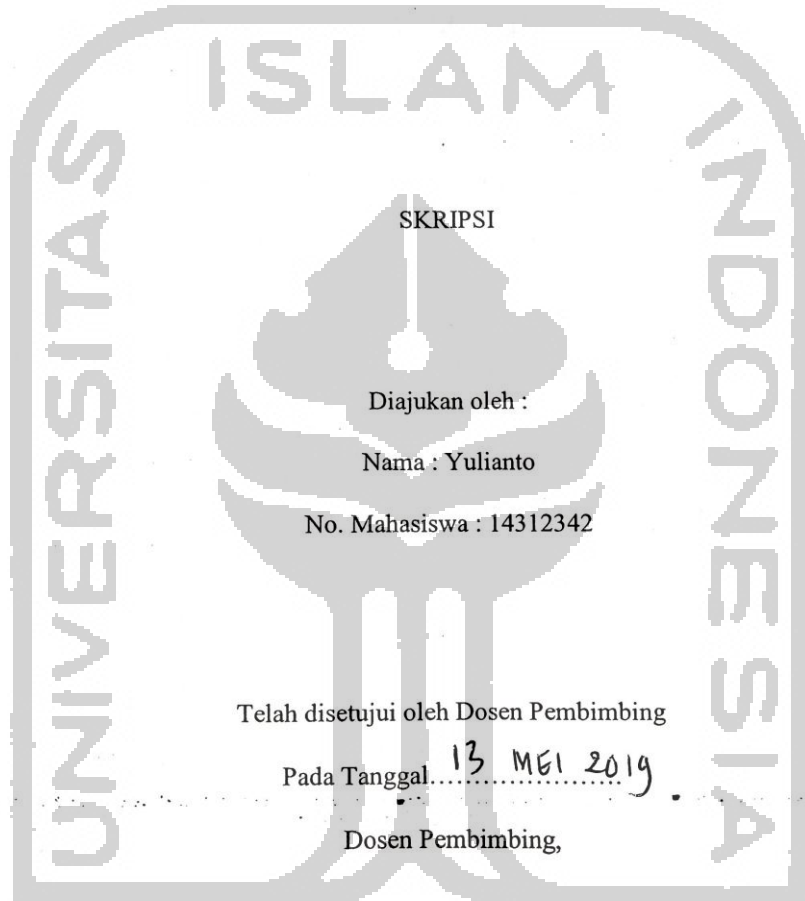 UNIVERSITAS
ISLAM
INDONESIA
SKRIPSI
Diajukan oleh :
Nama : Yulianto
No. Mahasiswa : 14312342
Telah disetujui oleh Dosen Pembimbing
Pada Tanggal.... 13 MEI 2019
Dosen Pembimbing,